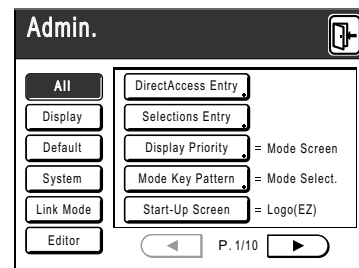 Admin.
All
Display
Default
System
Link Mode
Editor
DirectAccess Entry
Selections Entry
Display Priority = Mode Screen
Mode Key Pattern = Mode Select.
Start-Up Screen = Logo(EZ)
P. 1/10